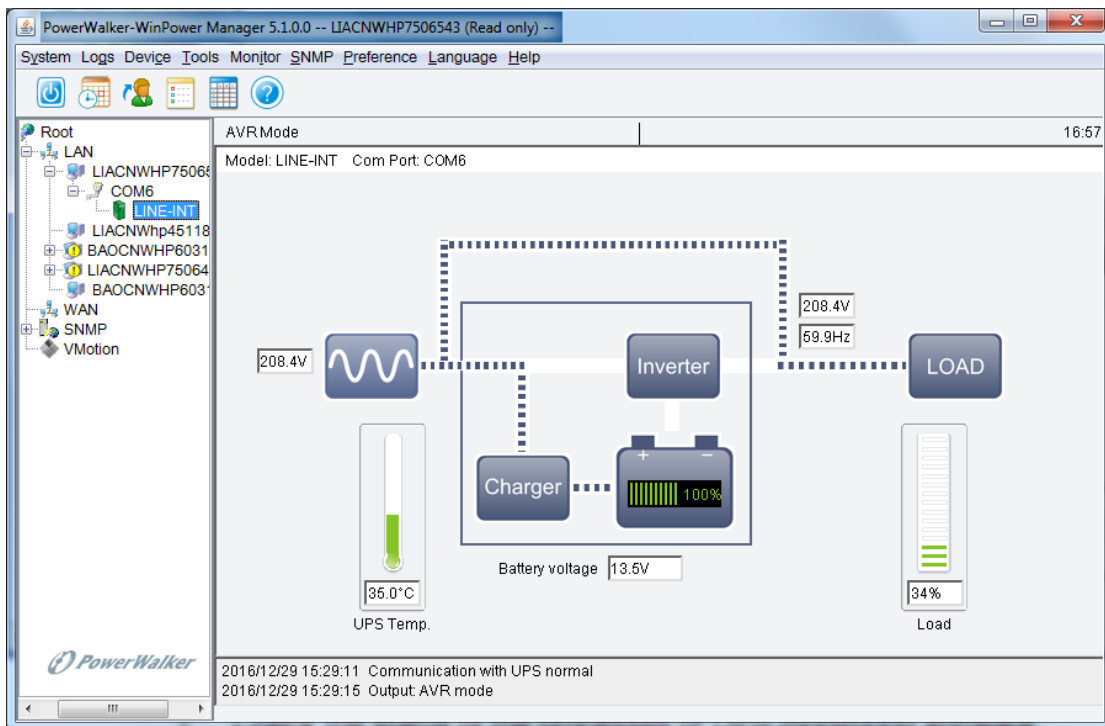 PowerWalker-WinPower Manager 5.1.0.0 -- LIACNWHP7506543 (Read only) --
System Logs Device Tools Monitor SNMP Preference Language Help
Root
LAN
LIACNWHP75065
COM6
LINE-INT
LIACNWhp45118
BAOCNWHP6031
LIACNWHP75064
BAOCNWHP6031
WAN
SNMP
VMotion
PowerWalker
AVR Mode 16:57
Model: LINE-INT Com Port: COM6
208.4V
59.9Hz
208.4V
Inverter
LOAD
Charger
+ −
100%
Battery voltage 13.5V
35.0°C
UPS Temp.
34%
Load
2016/12/29 15:29:11 Communication with UPS normal
2016/12/29 15:29:15 Output: AVR mode